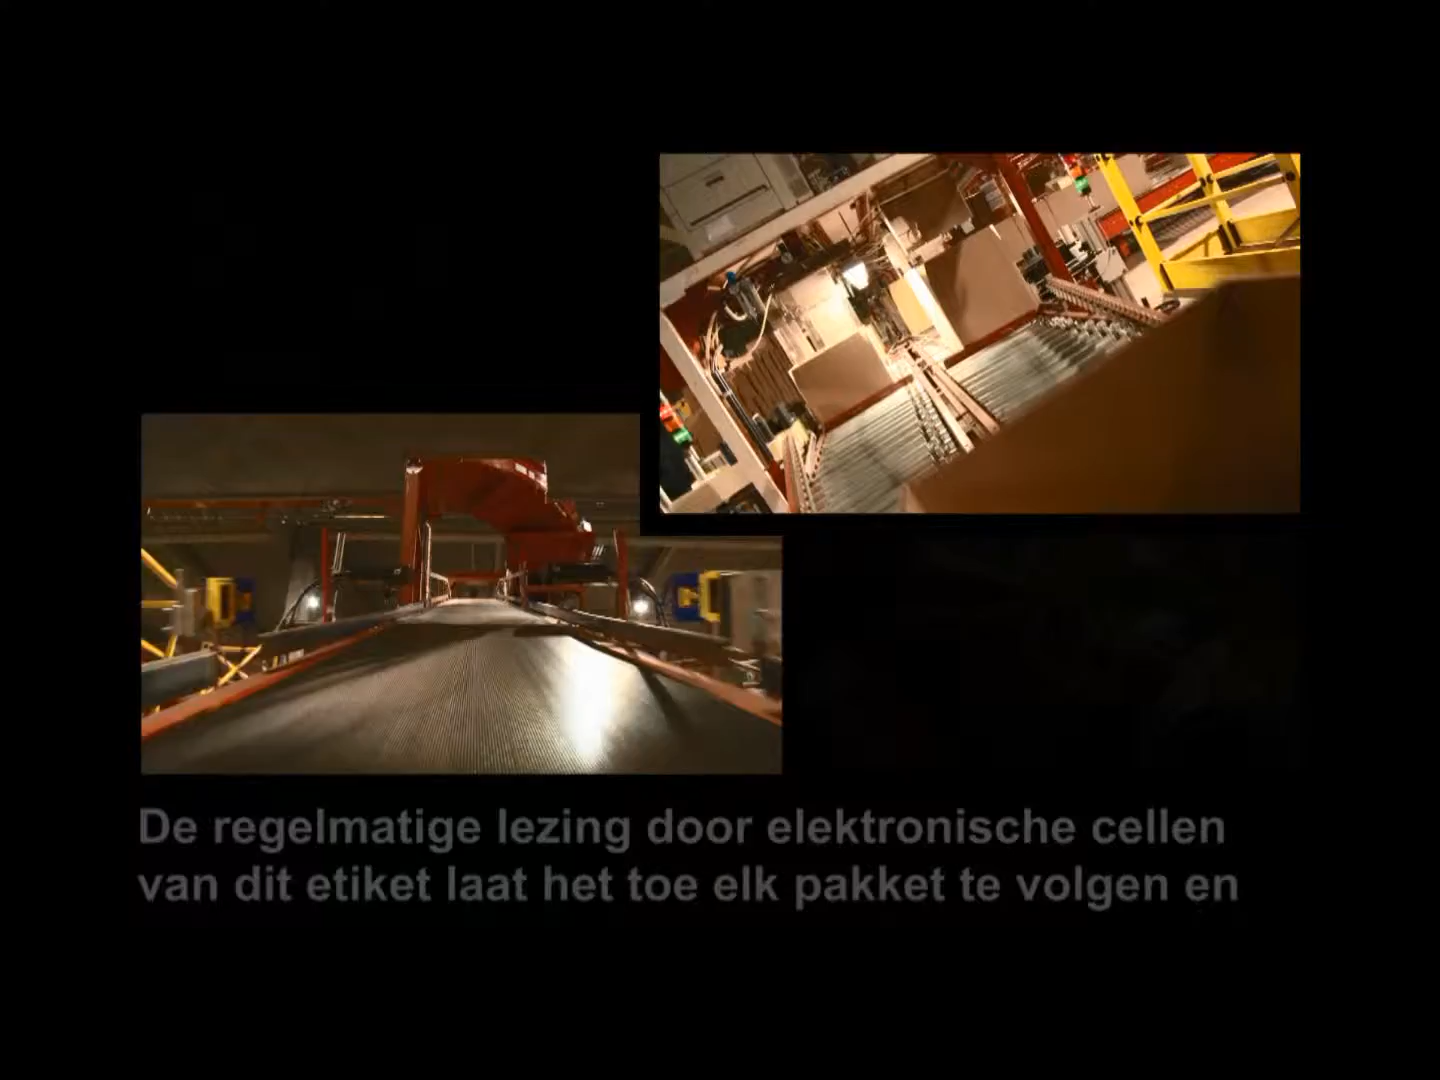 De regelmatige lezing door elektronische cellen
van dit etiket laat het toe elk pakket te volgen en